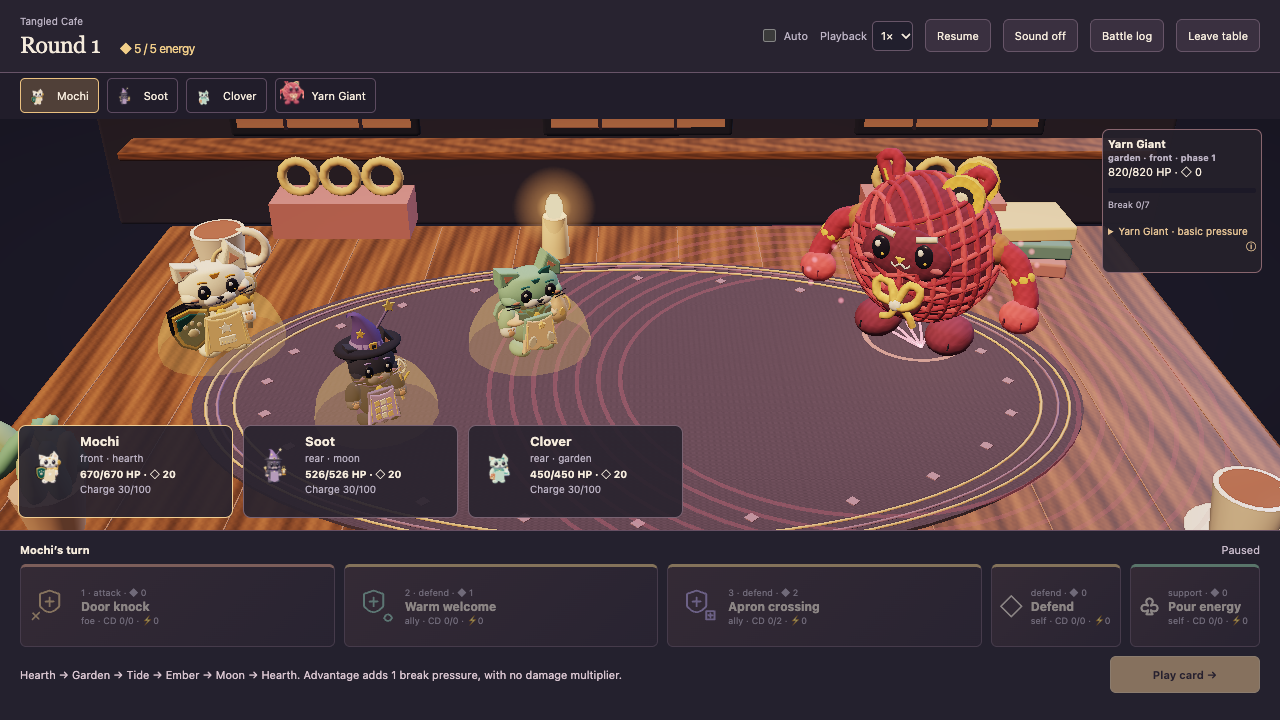 Tangled Cafe
Round 1
◆ 5 / 5 energy
Auto
Playback
1×
Resume
Sound off
Battle log
Leave table
Mochi
Soot
Clover
Yarn Giant
Yarn Giant
garden · front · phase 1
820/820 HP · ◇ 0
Break 0/7
▸ Yarn Giant · basic pressure
ⓘ
Mochi
front · hearth
670/670 HP · ◇ 20
Charge 30/100
Soot
rear · moon
526/526 HP · ◇ 20
Charge 30/100
Clover
rear · garden
450/450 HP · ◇ 20
Charge 30/100
Mochi's turn
Paused
1 · attack · ◆ 0
Door knock
foe · CD 0/0 · ⚡0
2 · defend · ◆ 1
Warm welcome
ally · CD 0/0 · ⚡0
3 · defend · ◆ 2
Apron crossing
ally · CD 0/2 · ⚡0
defend · ◆ 0
Defend
self · CD 0/0 · ⚡0
support · ◆ 0
Pour energy
self · CD 0/0 · ⚡0
Hearth → Garden → Tide → Ember → Moon → Hearth. Advantage adds 1 break pressure, with no damage multiplier.
Play card →